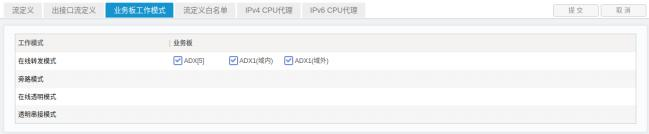 流定义 出接口流定义 业务板工作模式 流定义白名单 IPv4 CPU代理 IPv6 CPU代理 提 交 取 消
工作模式 业务板
在线转发模式 ADX[5] ADX1(域内) ADX1(域外)
旁路模式
在线透明模式
透明串接模式